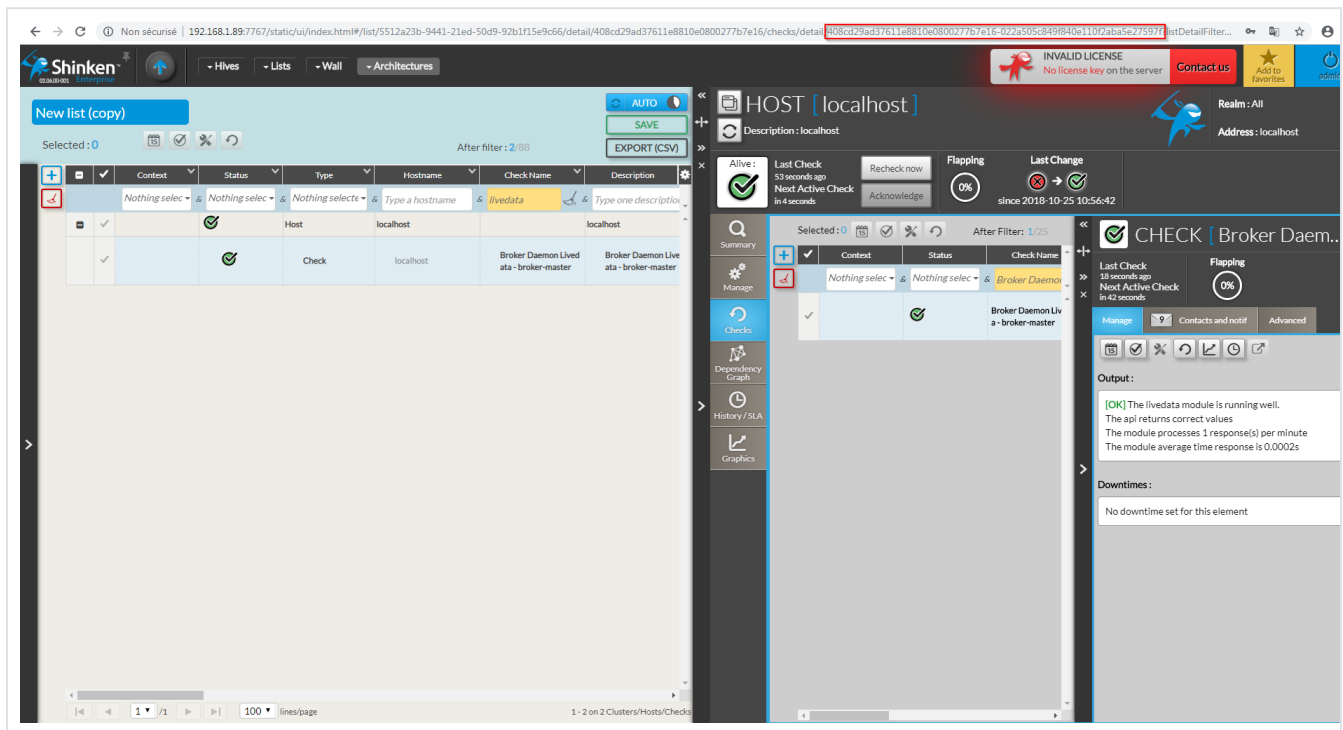 Non sécurisé | 192.168.1.89:7767/static/ui/index.html#/list/5512a23b-9441-21ed-50d9-92b1f15e9c66/detail/408cd29ad37611e8810e0800277b7e16/checks/detail/408cd29ad37611e8810e0800277b7e16-022a505c849f840e110f2aba5e27597f?listDetailFilter...
Shinken
02.06.00-001 Enterprise
Hives
Lists
Wall
Architectures
INVALID LICENSE
No license key on the server
Contact us
Add to favorites
admin
New list (copy)
AUTO
SAVE
EXPORT (CSV)
Selected : 0
After filter : 2/88
Context Status Type Hostname Check Name Description
Nothing selec & Nothing selec & Nothing selecte & Type a hostname & livedata & Type one descriptio
Host localhost localhost
Check localhost Broker Daemon Lived Broker Daemon Live
ata - broker-master ata - broker-master
1 /1 100 lines/page 1 - 2 on 2 Clusters/Hosts/Checks
HOST [ localhost ]
Description : localhost
Realm : All
Address : localhost
Alive :
Last Check
53 seconds ago
Next Active Check
in 4 seconds
Recheck now
Acknowledge
Flapping
0%
Last Change
since 2018-10-25 10:56:42
Summary
Manage
Checks
Dependency Graph
History / SLA
Graphics
Selected : 0
After Filter: 1/25
Context Status Check Name
Nothing selec & Nothing selec & Broker Daemon
Broker Daemon Liv
a - broker-master
CHECK [ Broker Daem..
Last Check
18 seconds ago
Next Active Check
in 42 seconds
Flapping
0%
Manage
9 Contacts and notif
Advanced
Output :
[OK] The livedata module is running well.
The api returns correct values
The module processes 1 response(s) per minute
The module average time response is 0.0002s
Downtimes :
No downtime set for this element